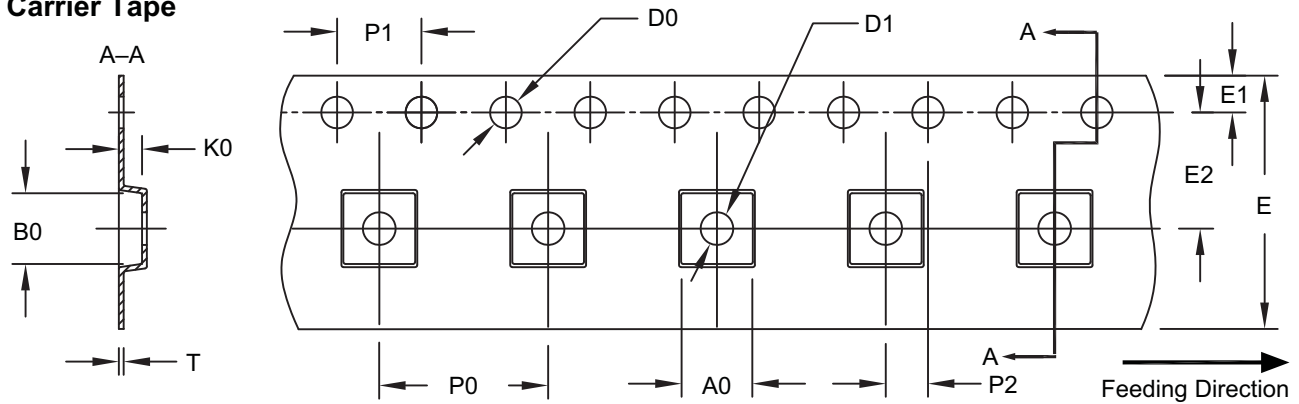 Carrier Tape
A–A
P1
D0
D1
A
E1
K0
E2
E
B0
T
P0
A0
A
P2
Feeding Direction